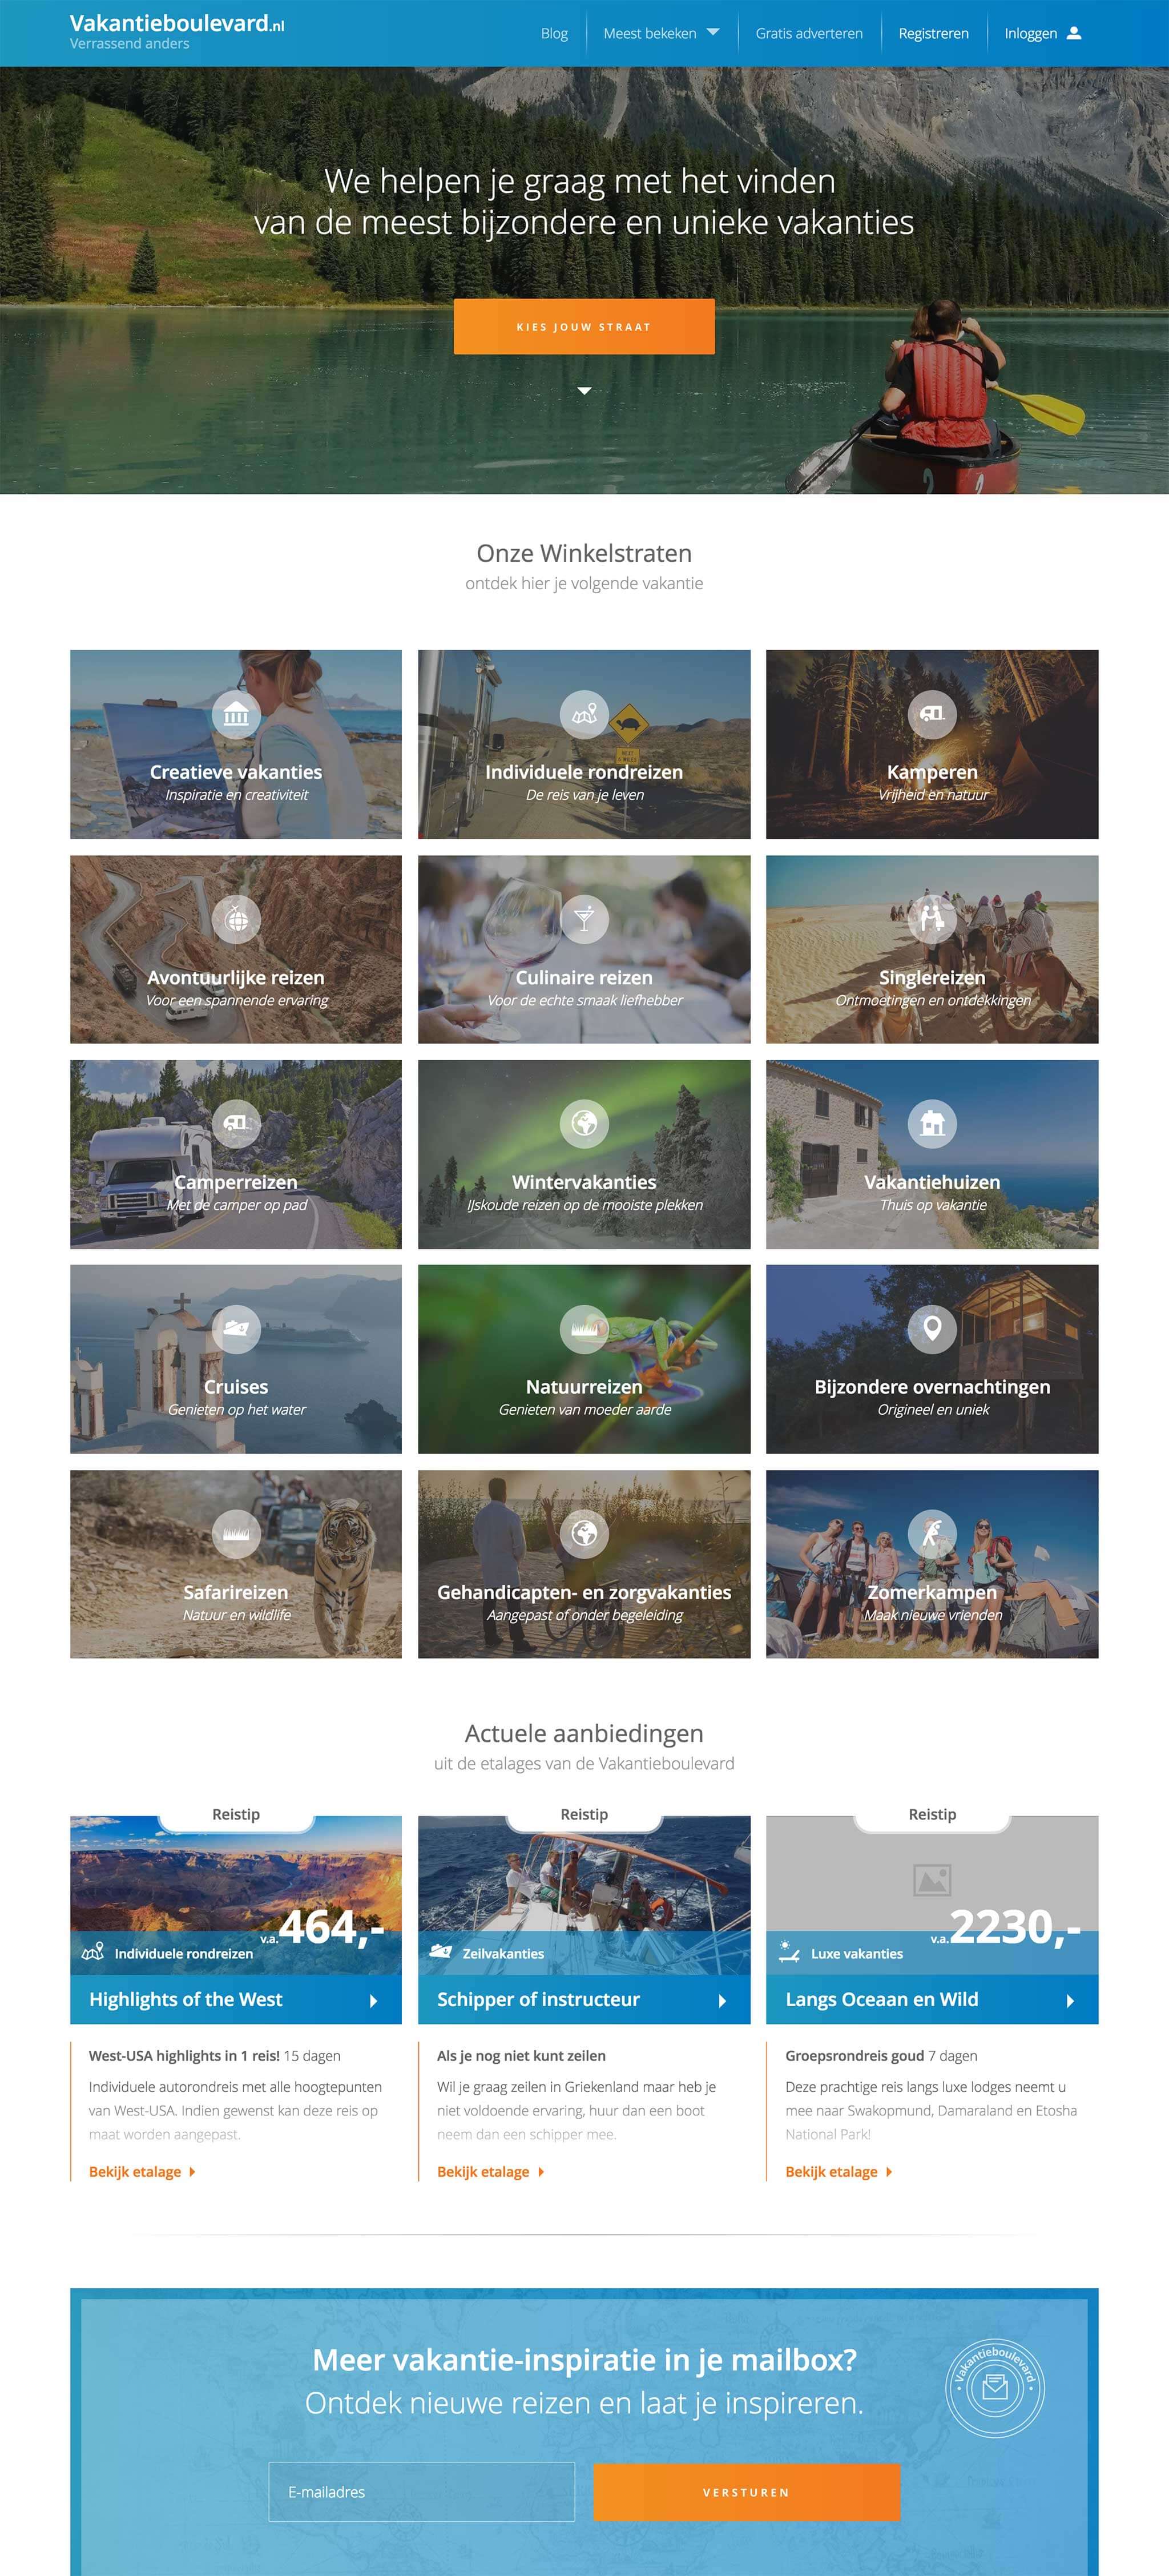 Vakantieboulevard.nl
Verrassend anders
Blog
Meest bekeken
Gratis adverteren
Registreren
Inloggen
We helpen je graag met het vinden
van de meest bijzondere en unieke vakanties
KIES JOUW STRAAT
Onze Winkelstraten
ontdek hier je volgende vakantie
Creatieve vakanties
Inspiratie en creativiteit
Individuele rondreizen
De reis van je leven
Kamperen
Vrijheid en natuur
Avontuurlijke reizen
Voor een spannende ervaring
Culinaire reizen
Voor de echte smaak liefhebber
Singlereizen
Ontmoetingen en ontdekkingen
Camperreizen
Met de camper op pad
Wintervakanties
IJskoude reizen op de mooiste plekken
Vakantiehuizen
Thuis op vakantie
Cruises
Genieten op het water
Natuurreizen
Genieten van moeder aarde
Bijzondere overnachtingen
Origineel en uniek
Safarireizen
Natuur en wildlife
Gehandicapten- en zorgvakanties
Aangepast of onder begeleiding
Zomerkampen
Maak nieuwe vrienden
Actuele aanbiedingen
uit de etalages van de Vakantieboulevard
Reistip
v.a. 464,-
Individuele rondreizen
Highlights of the West
West-USA highlights in 1 reis! 15 dagen
Individuele autorondreis met alle hoogtepunten
van West-USA. Indien gewenst kan deze reis op
maat worden aangepast.
Bekijk etalage
Reistip
Zeilvakanties
Schipper of instructeur
Als je nog niet kunt zeilen
Wil je graag zeilen in Griekenland maar heb je
niet voldoende ervaring, huur dan een boot
neem dan een schipper mee.
Bekijk etalage
Reistip
v.a. 2230,-
Luxe vakanties
Langs Oceaan en Wild
Groepsrondreis goud 7 dagen
Deze prachtige reis langs luxe lodges neemt u
mee naar Swakopmund, Damaraland en Etosha
National Park!
Bekijk etalage
Meer vakantie-inspiratie in je mailbox?
Ontdek nieuwe reizen en laat je inspireren.
Vakantieboulevard
E-mailadres
VERSTUREN